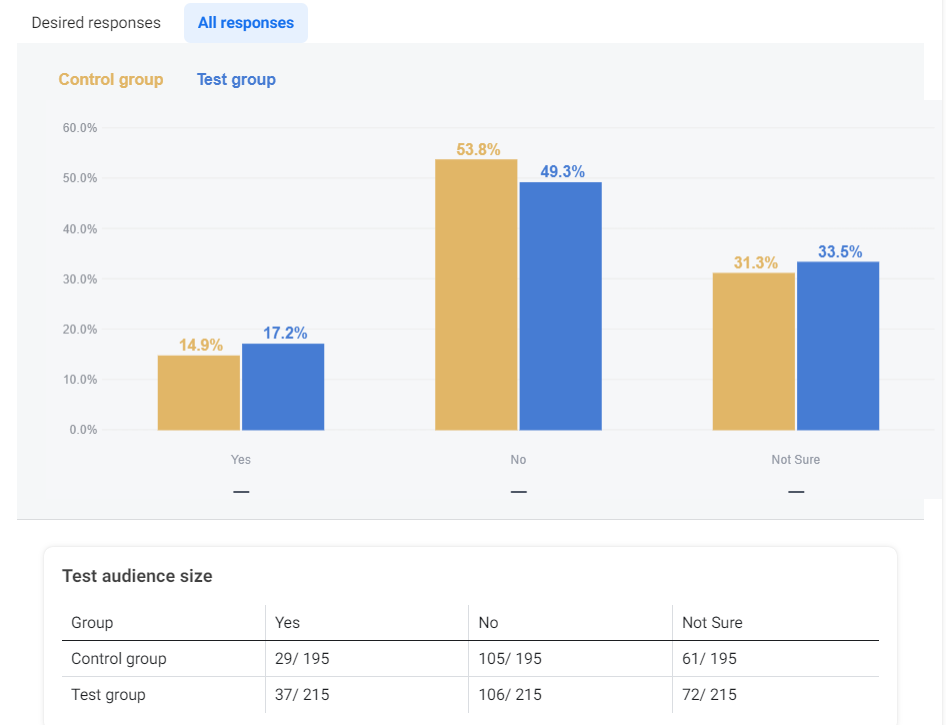 Desired responses All responses
Control group Test group
60.0%
53.8%
50.0%
49.3%
40.0%
33.5%
31.3%
30.0%
20.0%
17.2%
14.9%
10.0%
0.0%
Yes No Not Sure
— — —
Test audience size
Group Yes No Not Sure
Control group 29/ 195 105/ 195 61/ 195
Test group 37/ 215 106/ 215 72/ 215